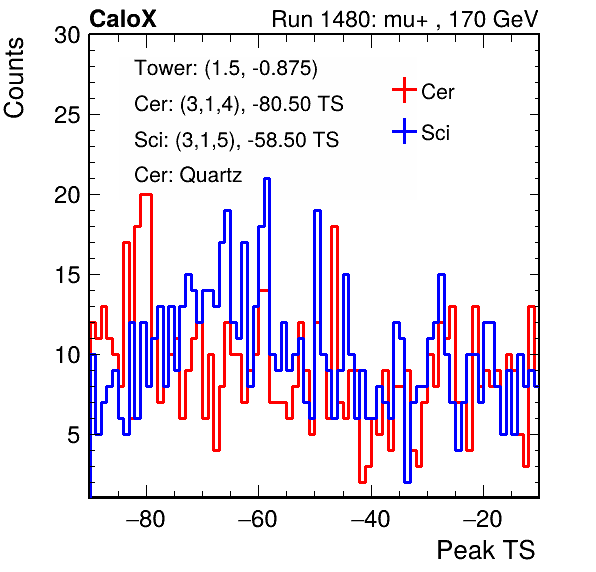 CaloX Run 1480: mu+ , 170 GeV
Counts
30
25
20
15
10
5
Tower: (1.5, -0.875)
Cer: (3,1,4), -80.50 TS
Sci: (3,1,5), -58.50 TS
Cer: Quartz
Cer
Sci
−80 −60 −40 −20
Peak TS